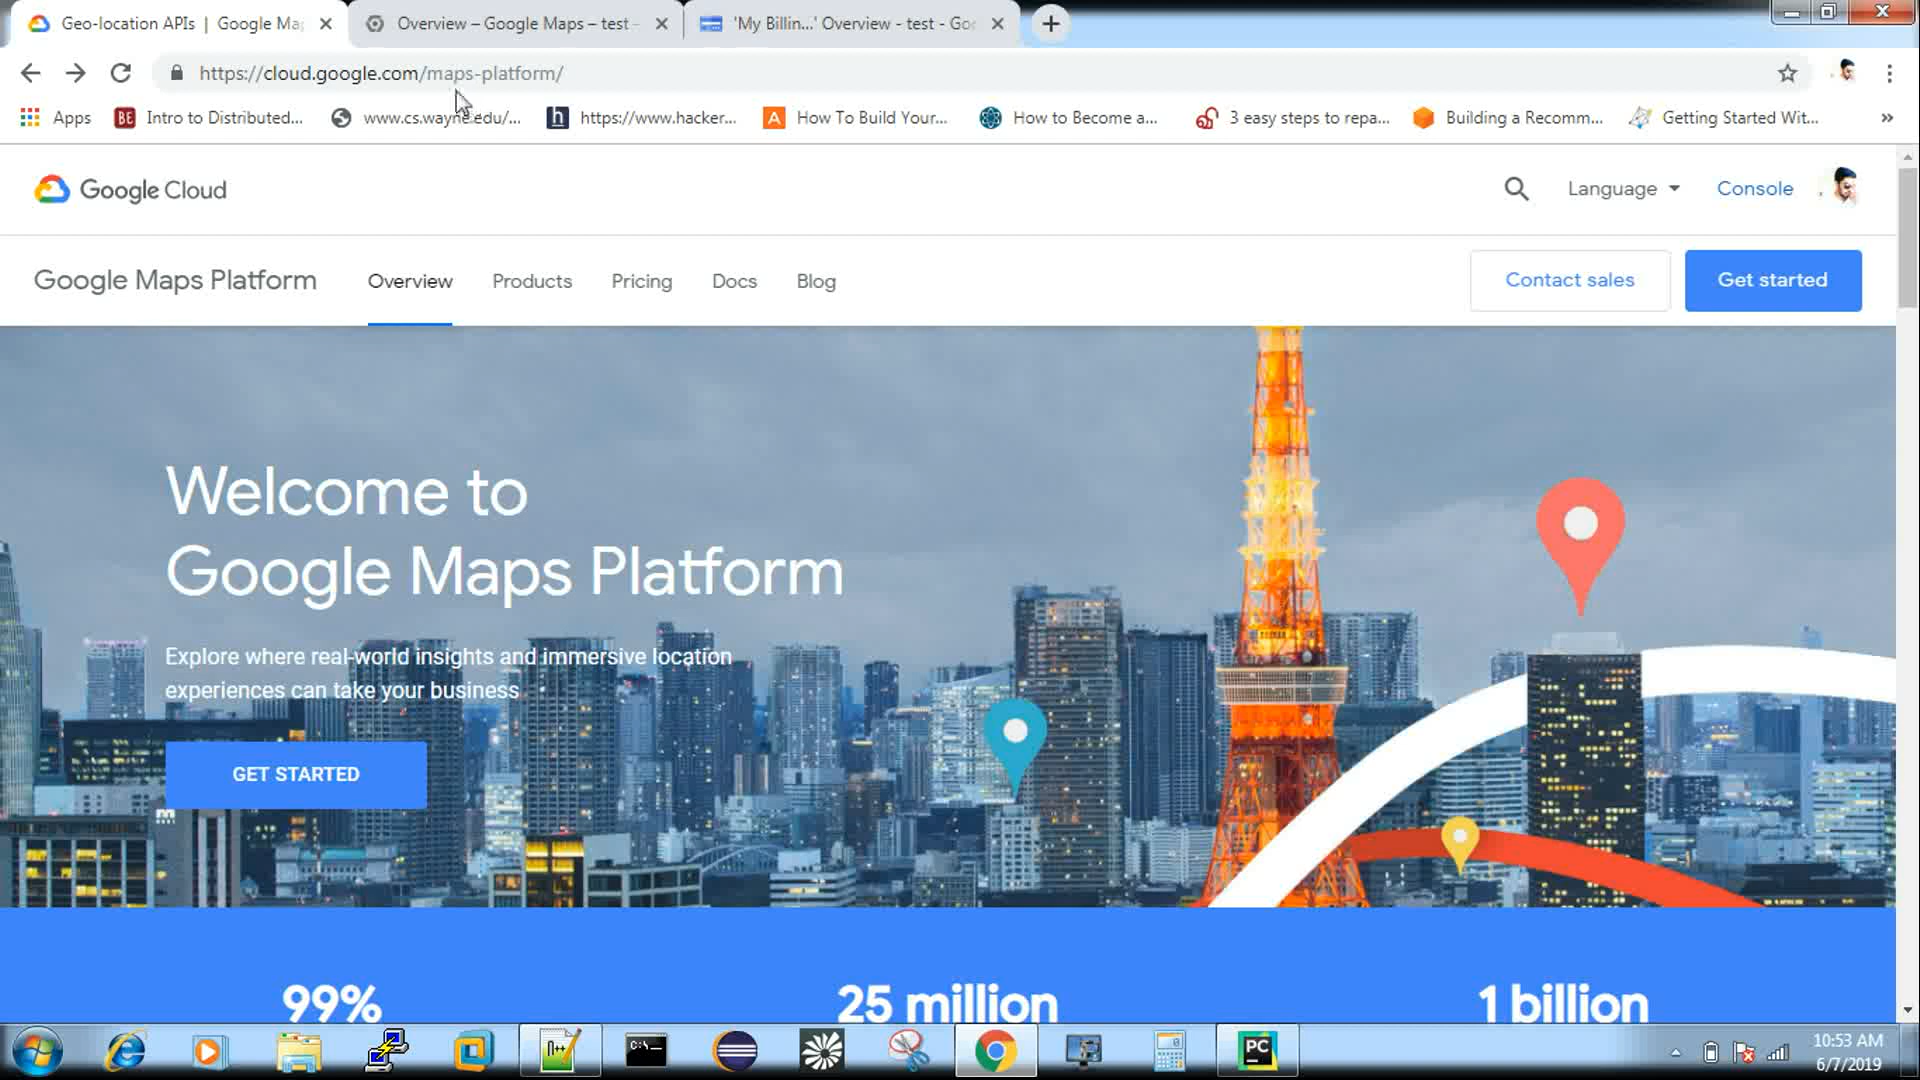 Geo-location APIs | Google Map
Overview – Google Maps – test -
'My Billin...' Overview - test - Goo
https://cloud.google.com/maps-platform/
Apps
BE
Intro to Distributed...
www.cs.wayne.edu/...
h
https://www.hacker...
A
How To Build Your...
How to Become a...
3 easy steps to repa...
Building a Recomm...
Getting Started Wit...
»
Google Cloud
Language
Console
Google Maps Platform
Overview
Products
Pricing
Docs
Blog
Contact sales
Get started
Welcome to
Google Maps Platform
Explore where real-world insights and immersive location
experiences can take your business
GET STARTED
99%
25 million
1 billion
N++
C:\
PC
10:53 AM
6/7/2019